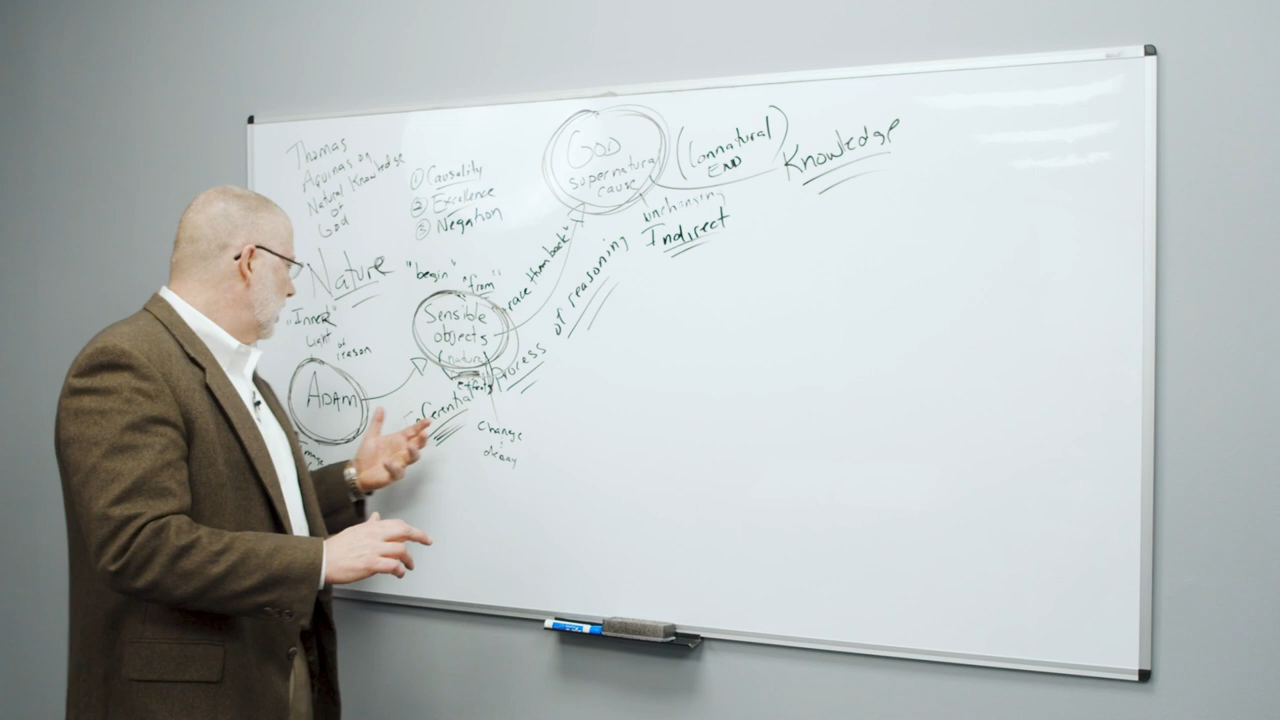 Thomas
Aquinas on
Natural Knowledge
of
God
① Causality
② Excellence
③ Negation
GOD
supernatural
cause
(Connatural)
END
Knowledge
unchanging
Indirect
Nature
"begin" "from"
"Inner"
Light of
reason
Sensible
objects
(natural
effects
ADAM
trace them back"
Process of reasoning
Change
decay